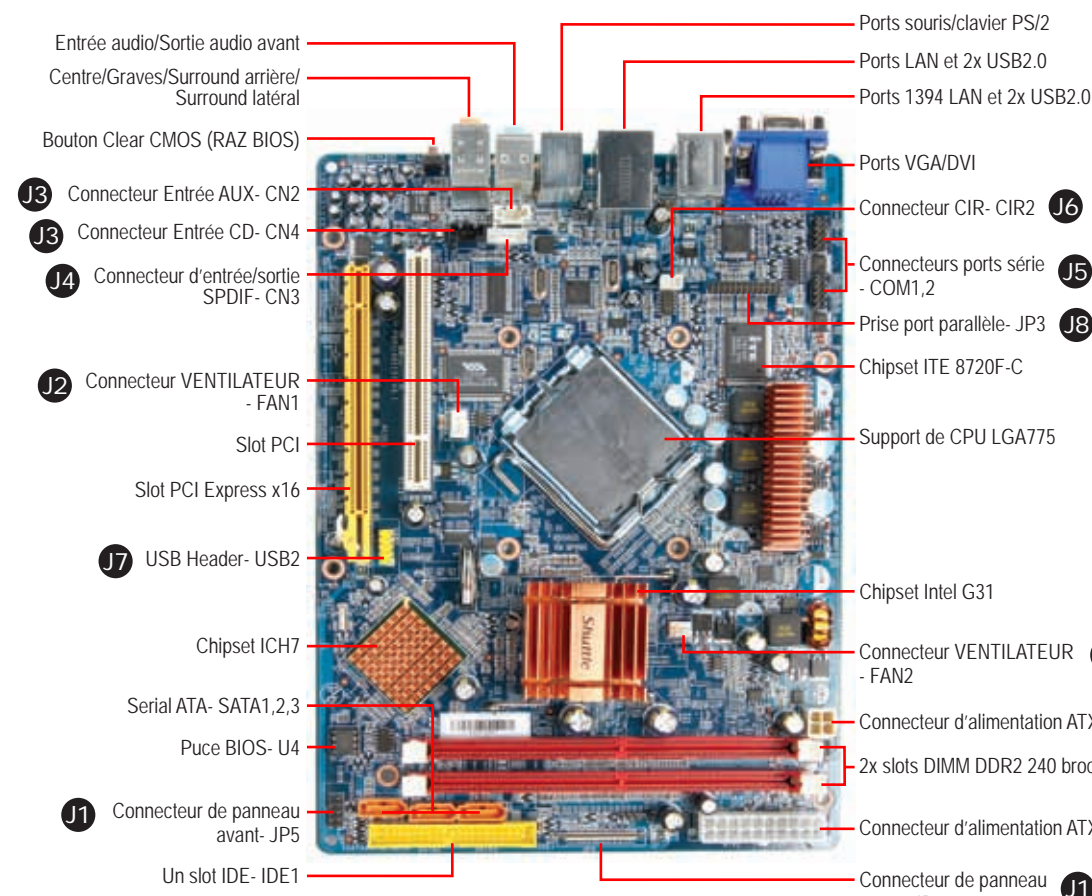 Entrée audio/Sortie audio avant
Centre/Graves/Surround arrière/
Surround latéral
Bouton Clear CMOS (RAZ BIOS)
J3 Connecteur Entrée AUX- CN2
J3 Connecteur Entrée CD- CN4
J4 Connecteur d'entrée/sortie
SPDIF- CN3
J2 Connecteur VENTILATEUR
- FAN1
Slot PCI
Slot PCI Express x16
J7 USB Header- USB2
Chipset ICH7
Serial ATA- SATA1,2,3
Puce BIOS- U4
J1 Connecteur de panneau
avant- JP5
Un slot IDE- IDE1
Ports souris/clavier PS/2
Ports LAN et 2x USB2.0
Ports 1394 LAN et 2x USB2.0
Ports VGA/DVI
Connecteur CIR- CIR2 J6
Connecteurs ports série J5
- COM1,2
Prise port parallèle- JP3 J8
Chipset ITE 8720F-C
Support de CPU LGA775
Chipset Intel G31
Connecteur VENTILATEUR
- FAN2
Connecteur d'alimentation ATX
2x slots DIMM DDR2 240
Connecteur d'alimentation ATX
Connecteur de panneau J1
Shuttle